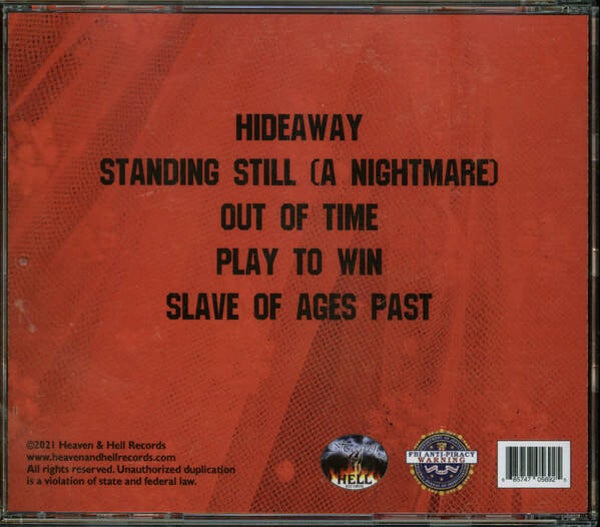 HIDEAWAY
STANDING STILL (A NIGHTMARE)
OUT OF TIME
PLAY TO WIN
SLAVE OF AGES PAST
©2021 Heaven & Hell Records
www.heavenandhellrecords.com
All rights reserved. Unauthorized duplication
is a violation of state and federal law.
HELL
FBI ANTI-PIRACY
WARNING